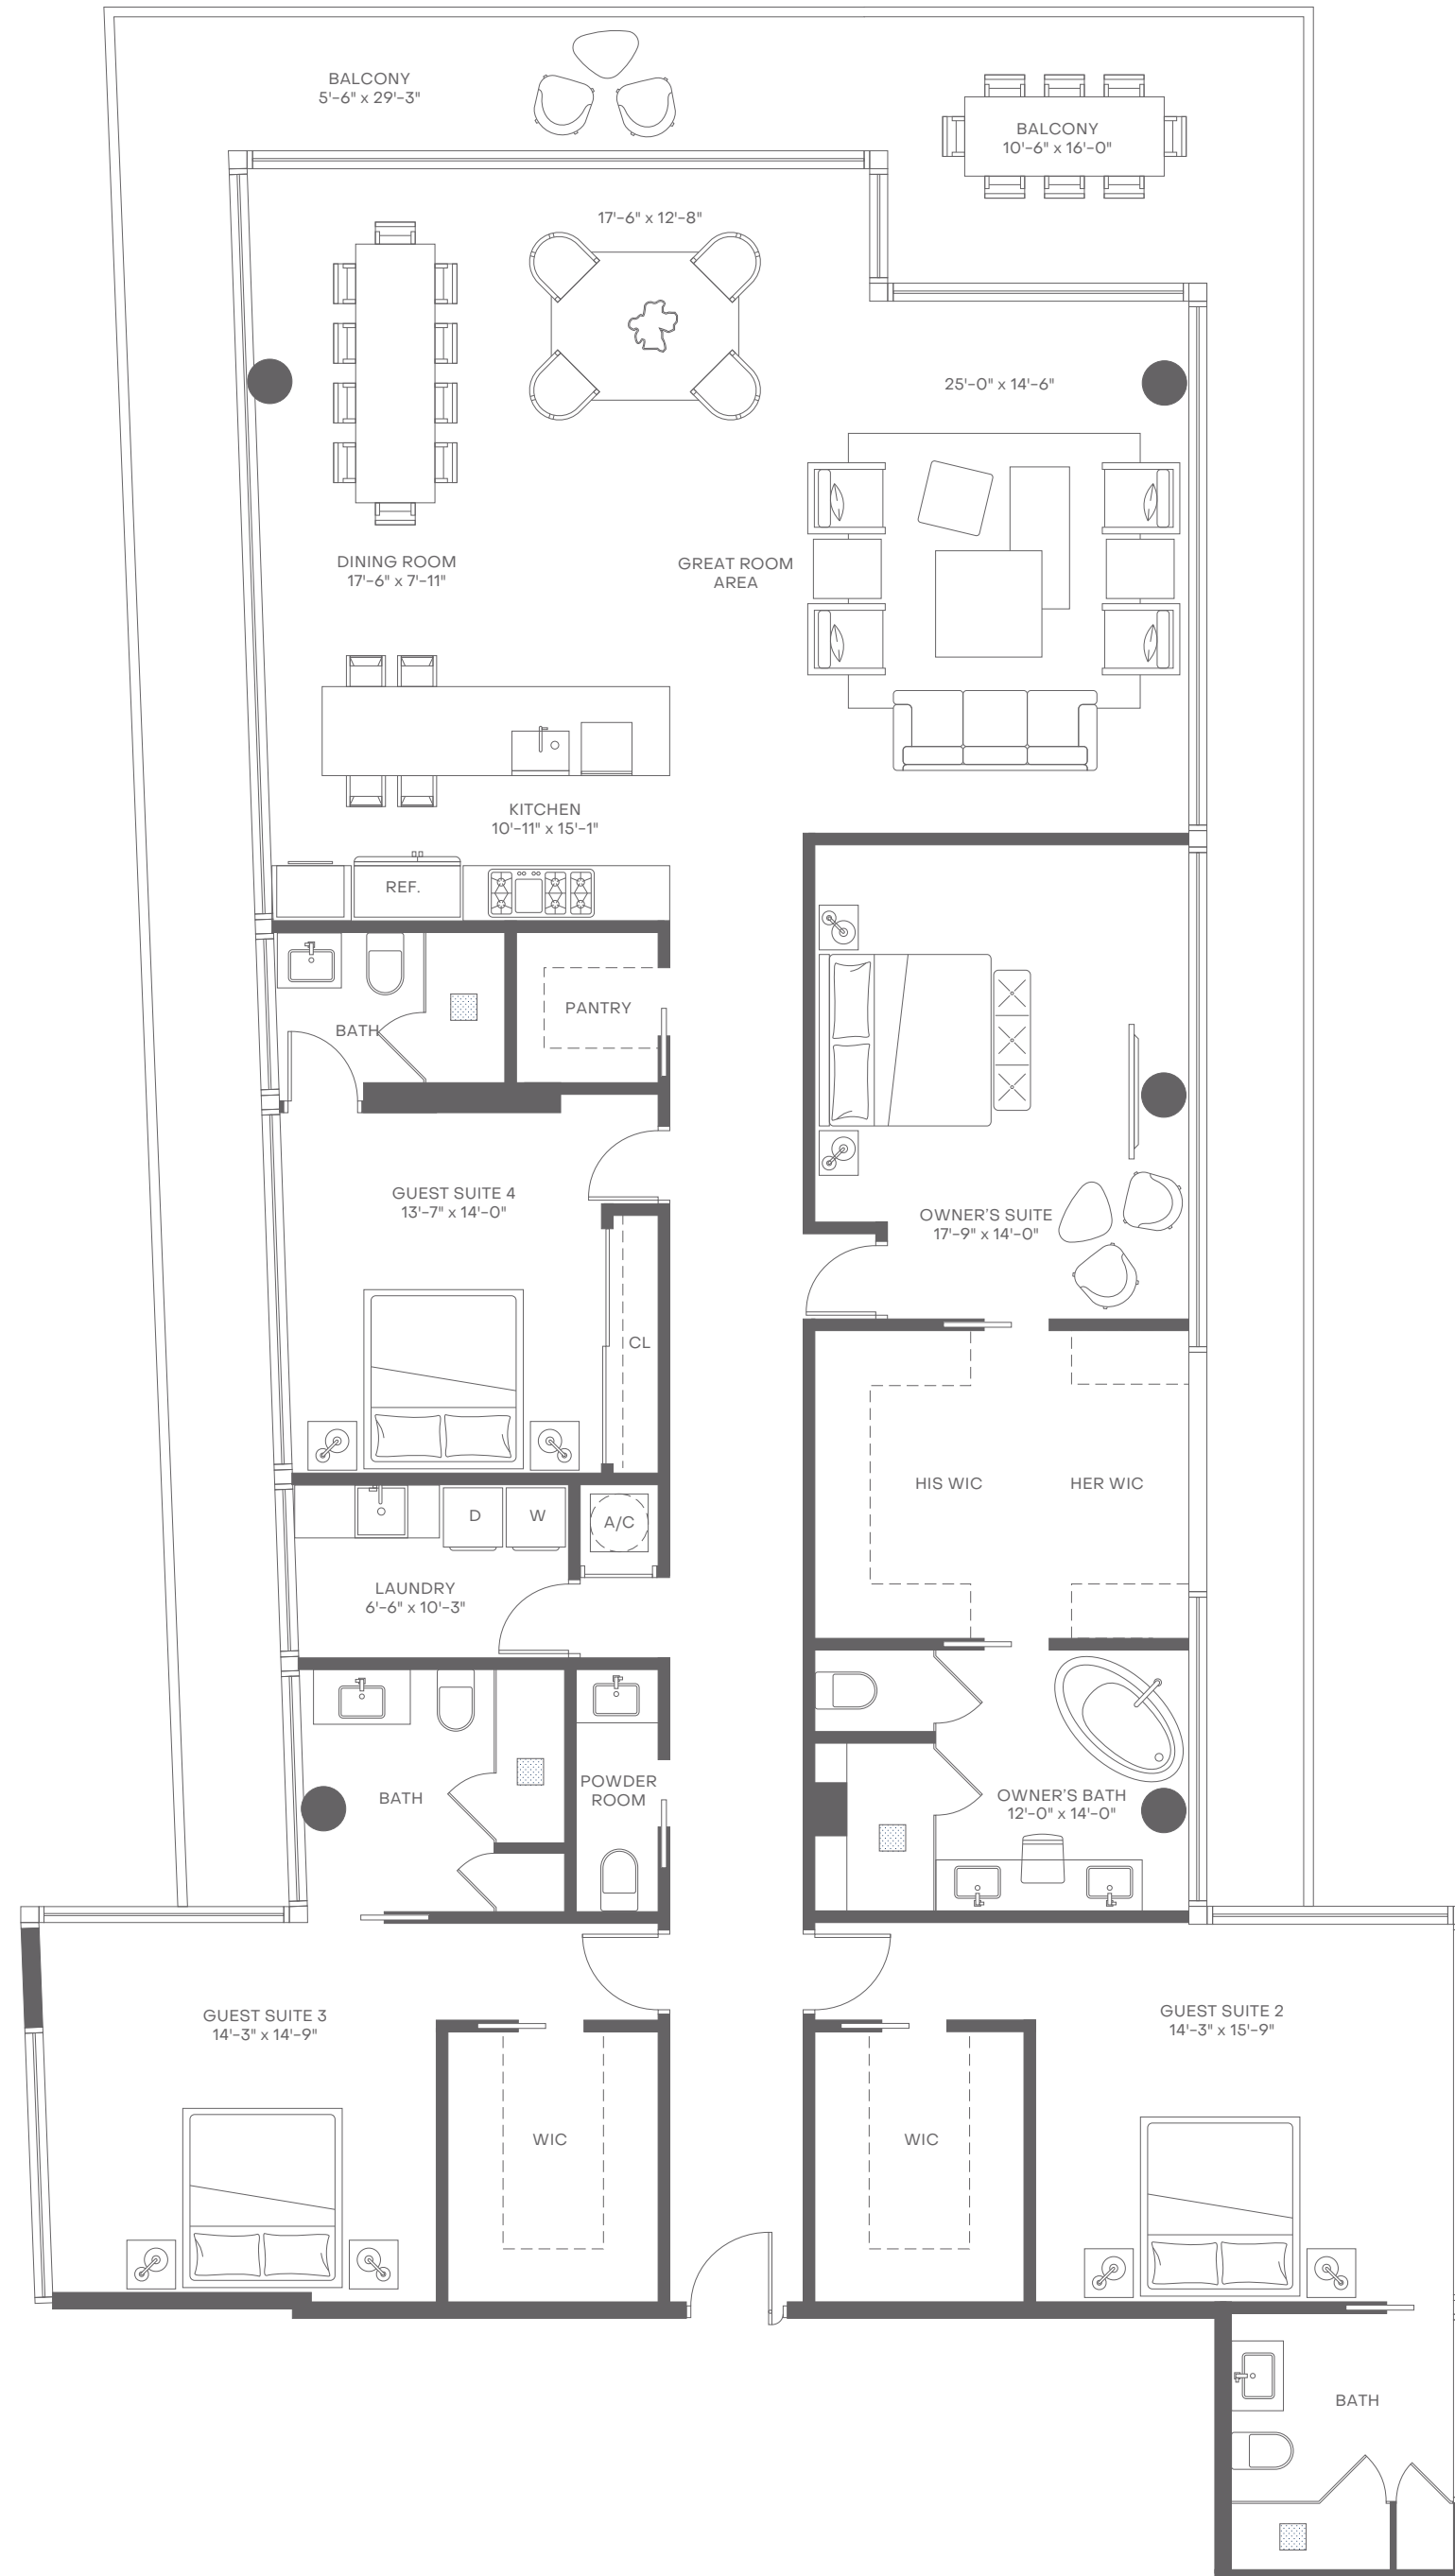 BALCONY
5'-6" x 29'-3"
BALCONY
10'-6" x 16'-0"
17'-6" x 12'-8"
25'-0" x 14'-6"
DINING ROOM
17'-6" x 7'-11"
GREAT ROOM
AREA
KITCHEN
10'-11" x 15'-1"
REF.
PANTRY
BATH
GUEST SUITE 4
13'-7" x 14'-0"
OWNER'S SUITE
17'-9" x 14'-0"
CL
HIS WIC
HER WIC
D
W
A/C
LAUNDRY
6'-6" x 10'-3"
POWDER
ROOM
BATH
OWNER'S BATH
12'-0" x 14'-0"
GUEST SUITE 3
14'-3" x 14'-9"
GUEST SUITE 2
14'-3" x 15'-9"
WIC
WIC
BATH